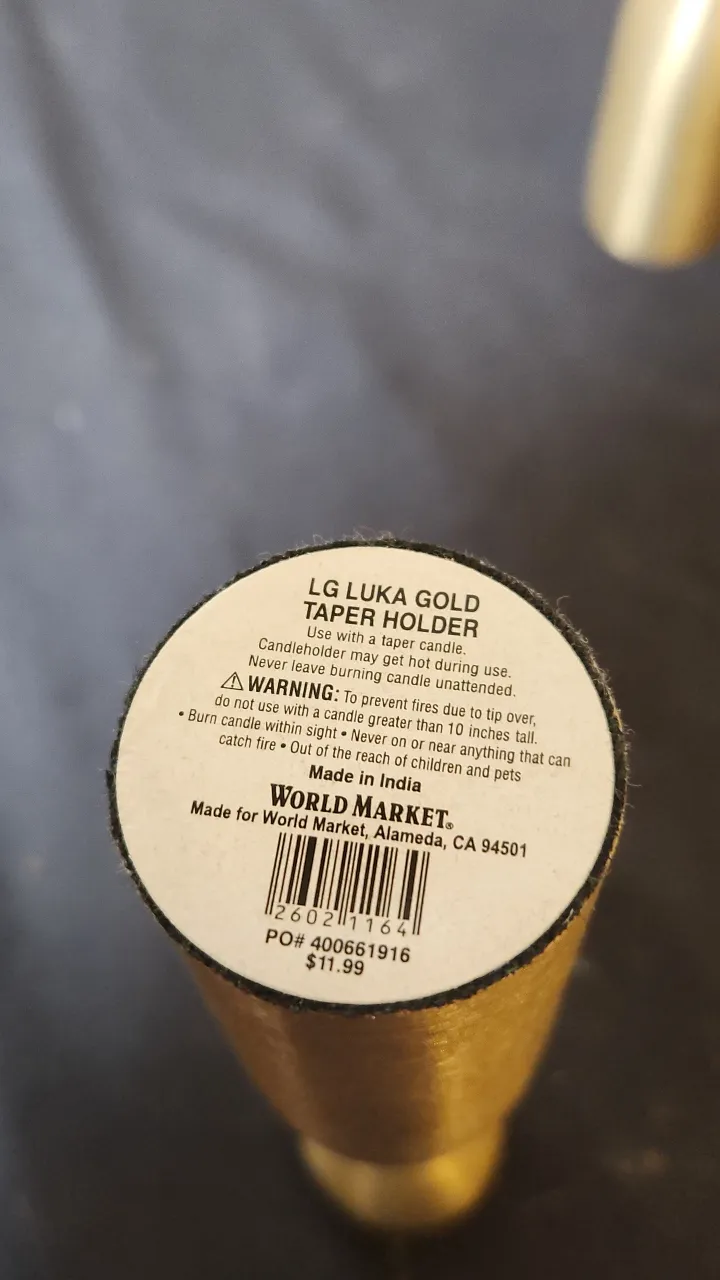 LG LUKA GOLD
TAPER HOLDER
Use with a taper candle.
Candleholder may get hot during use.
Never leave burning candle unattended.
⚠ WARNING: To prevent fires due to tip over,
do not use with a candle greater than 10 inches tall.
• Burn candle within sight • Never on or near anything that can
catch fire • Out of the reach of children and pets
Made in India
WORLD MARKET®
Made for World Market, Alameda, CA 94501
26021164
PO# 400661916
$11.99